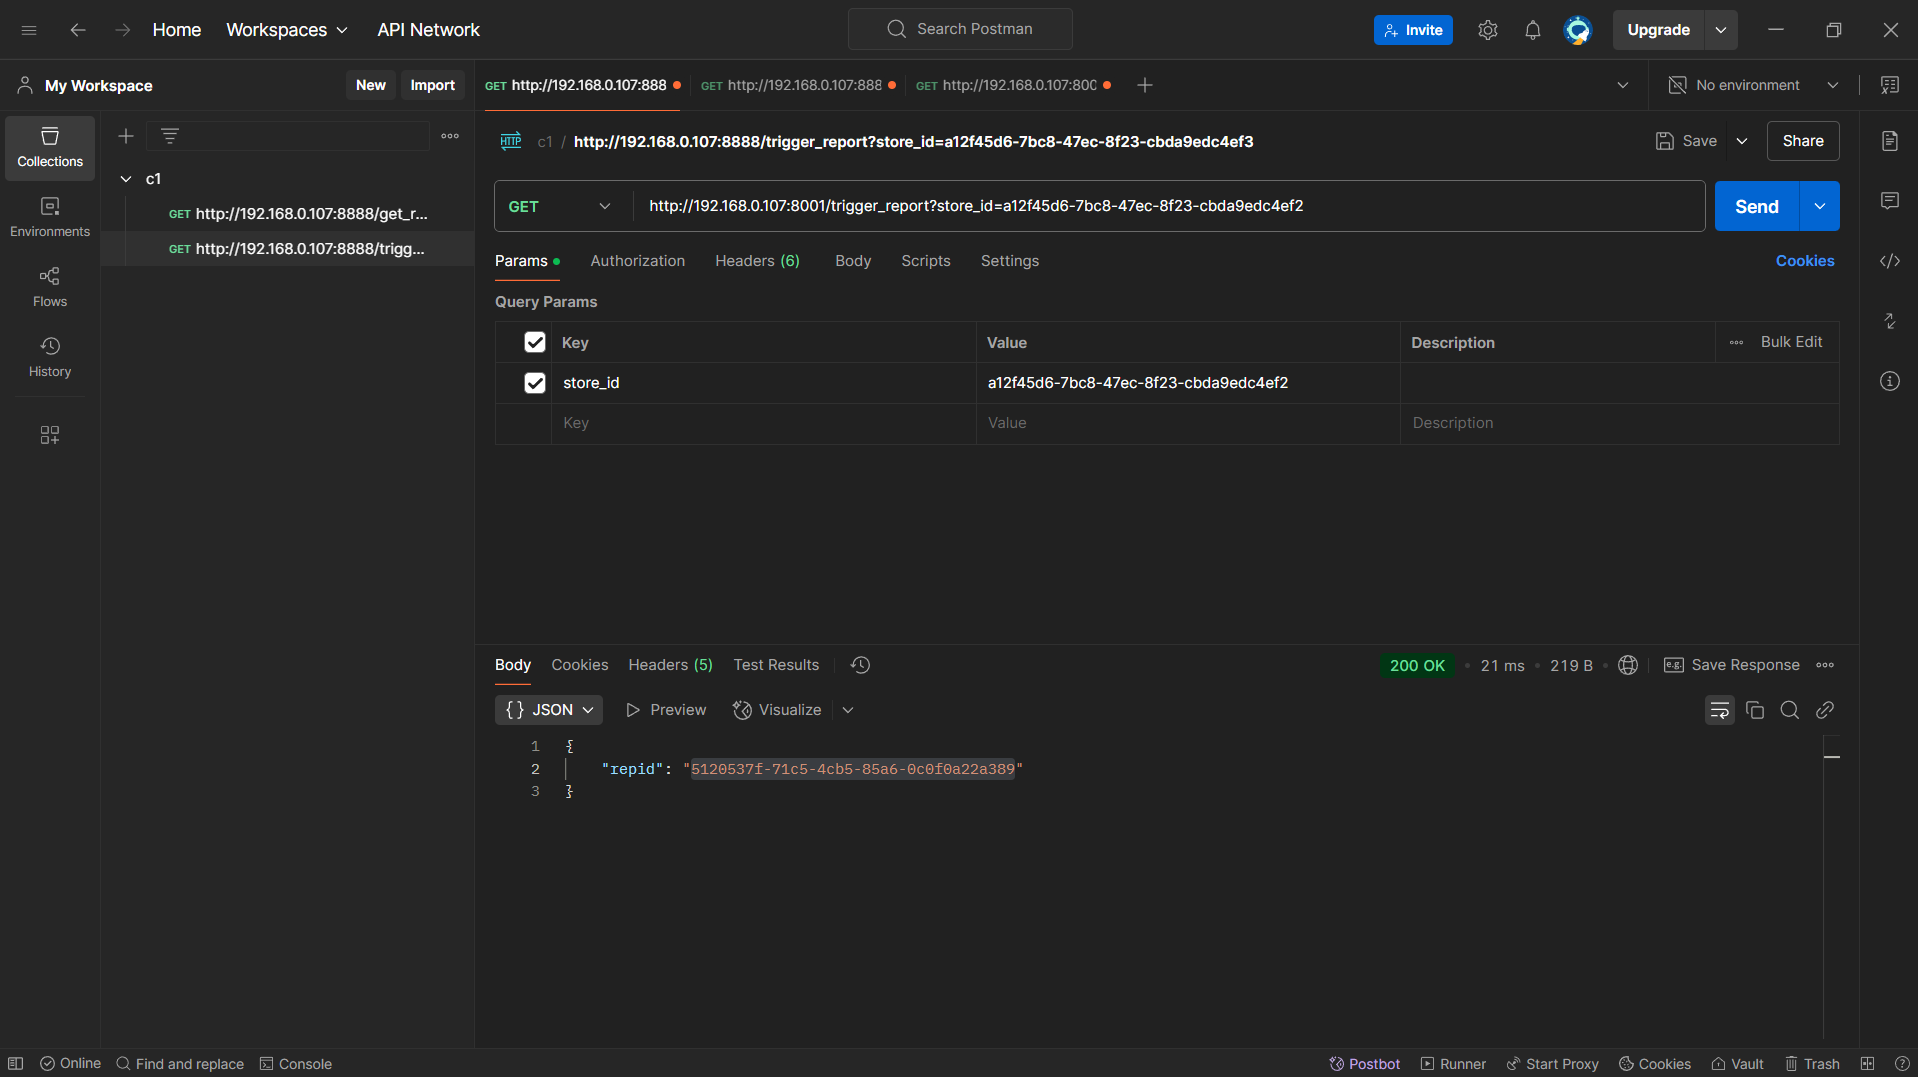 Home Workspaces API Network Search Postman Invite Upgrade
My Workspace New Import GET http://192.168.0.107:888 GET http://192.168.0.107:888 GET http://192.168.0.107:800 No environment
HTTP c1 / http://192.168.0.107:8888/trigger_report?store_id=a12f45d6-7bc8-47ec-8f23-cbda9edc4ef3 Save Share
Collections
c1
GET http://192.168.0.107:8888/get_r...
GET http://192.168.0.107:8888/trigg...
Environments
Flows
History
GET http://192.168.0.107:8001/trigger_report?store_id=a12f45d6-7bc8-47ec-8f23-cbda9edc4ef2 Send
Params Authorization Headers (6) Body Scripts Settings Cookies
Query Params
Key Value Description Bulk Edit
store_id a12f45d6-7bc8-47ec-8f23-cbda9edc4ef2
Key Value Description
Body Cookies Headers (5) Test Results 200 OK 21 ms 219 B e.g. Save Response
{} JSON Preview Visualize
1 {
2 "repid": "5120537f-71c5-4cb5-85a6-0c0f0a22a389"
3 }
Online Find and replace Console Postbot Runner Start Proxy Cookies Vault Trash